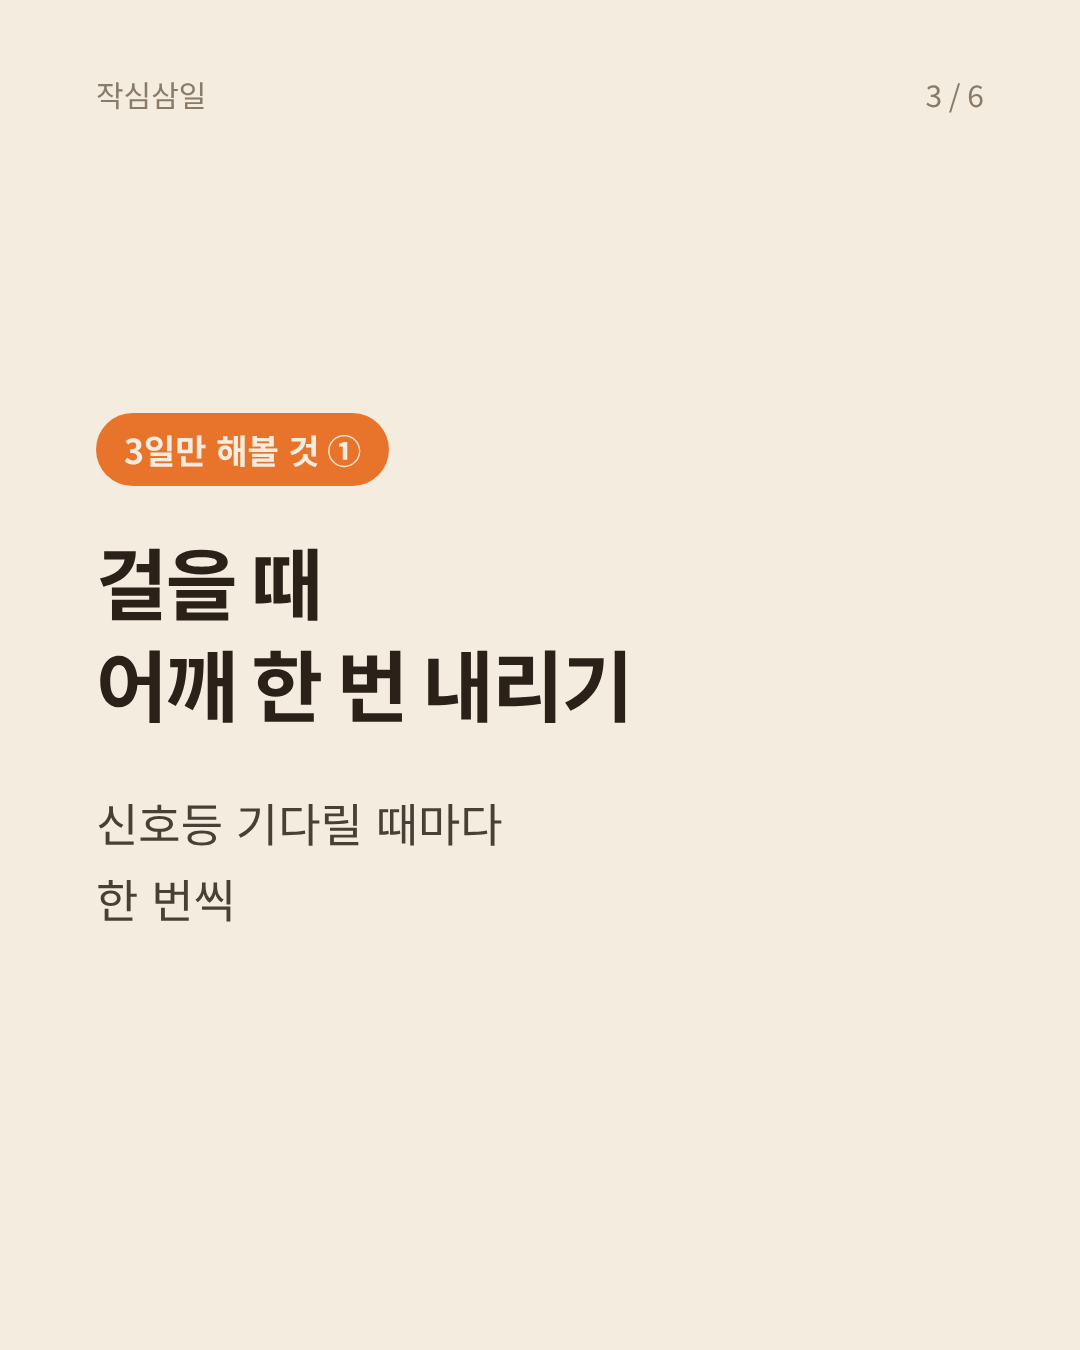 작심삼일
3 / 6
3일만 해볼 것 ①
걸을 때
어깨 한 번 내리기
신호등 기다릴 때마다
한 번씩